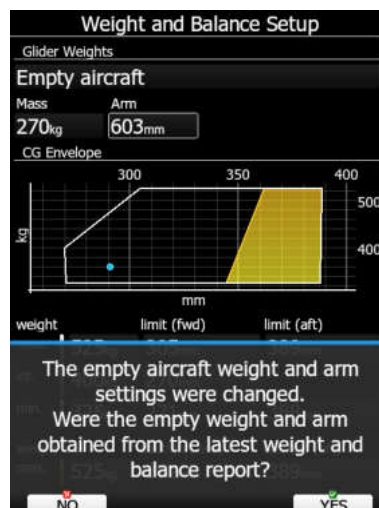 Weight and Balance Setup
Glider Weights
Empty aircraft
Mass Arm
270kg 603mm
CG Envelope
300 350 400
500
kg
400
mm
weight limit (fwd) limit (aft)
The empty aircraft weight and arm
settings were changed.
Were the empty weight and arm
obtained from the latest weight and
balance report?
NO YES